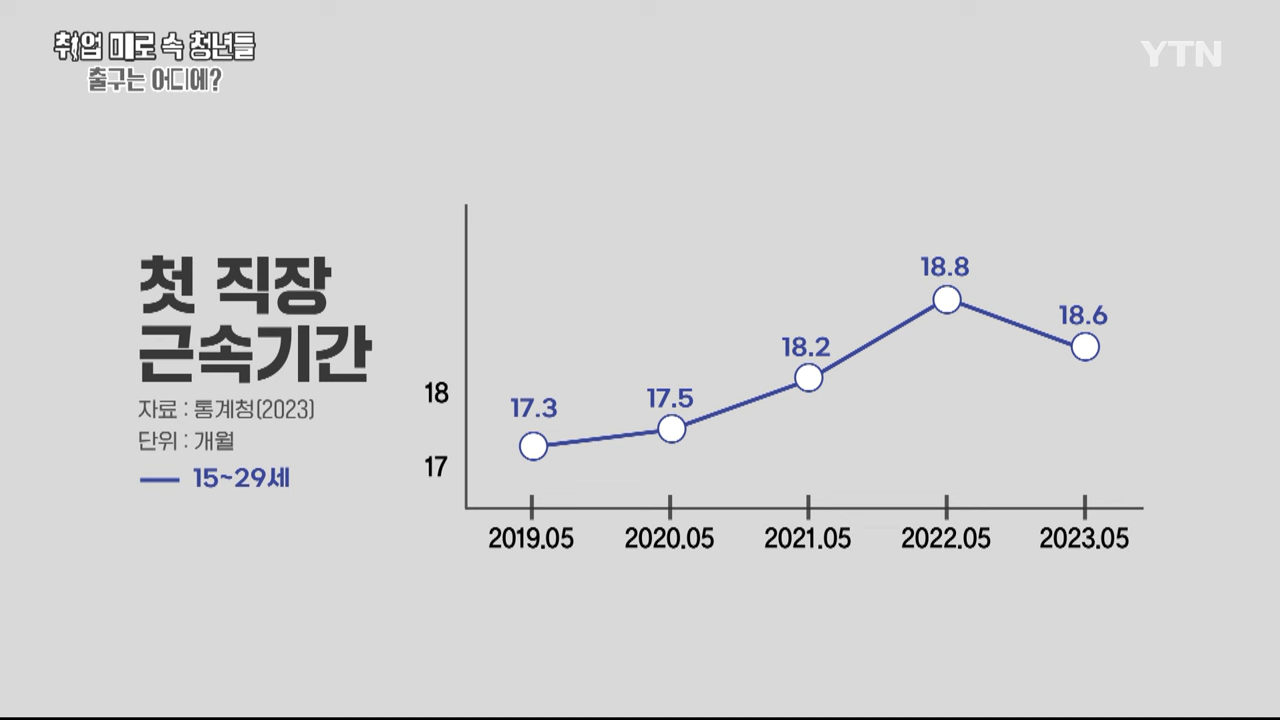 취업 미로 속 청년들
출구는 어디에?
YTN
첫 직장
근속기간
자료 : 통계청(2023)
단위 : 개월
15~29세
18
17
17.3
17.5
18.2
18.8
18.6
2019.05
2020.05
2021.05
2022.05
2023.05